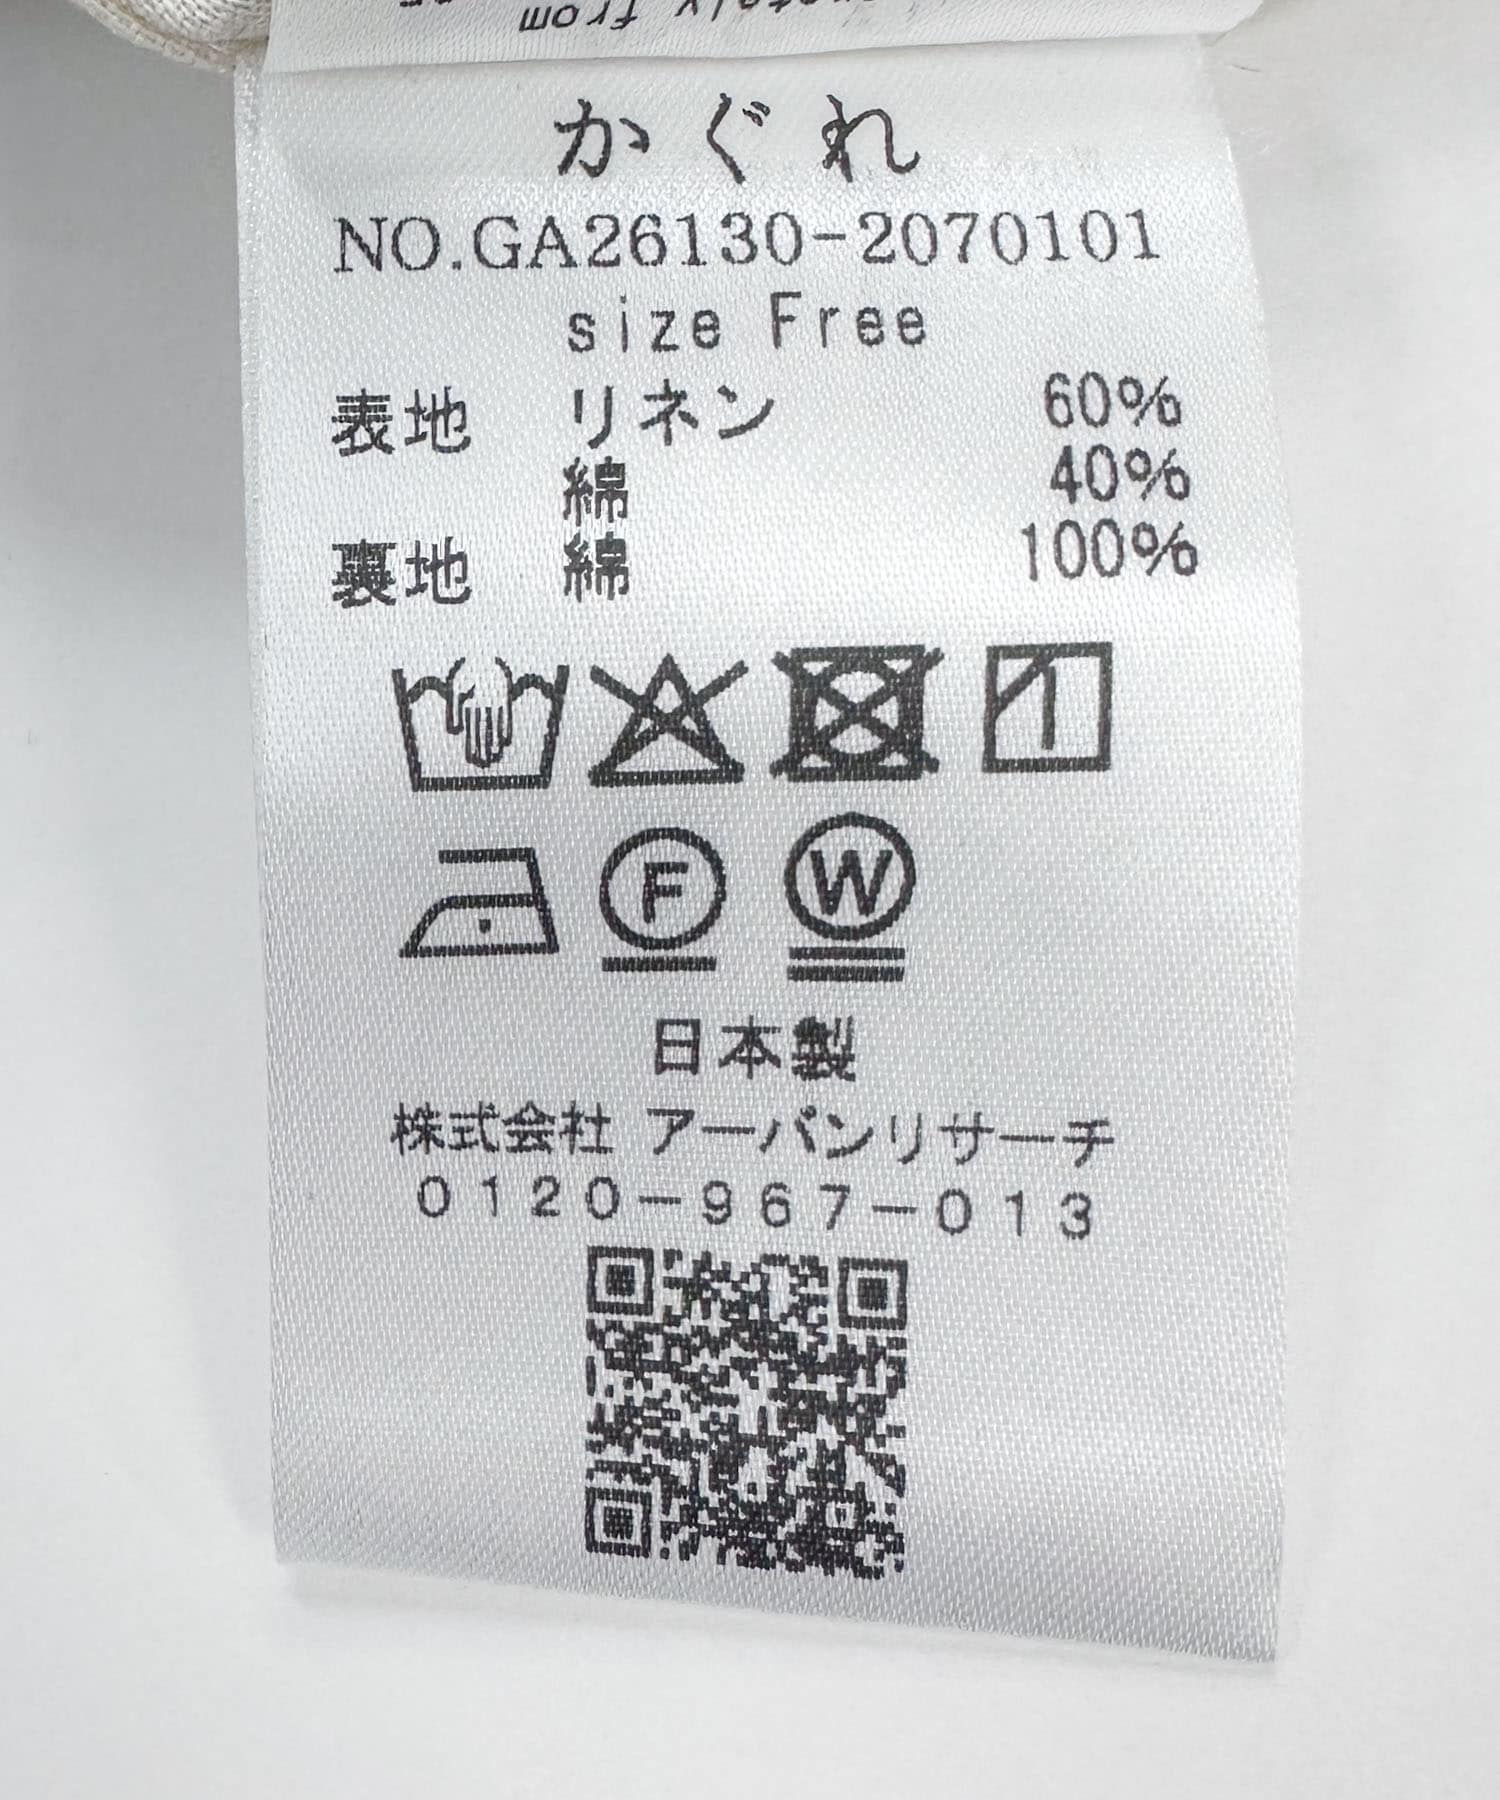 from
かぐれ
NO.GA26130-2070101
size Free
表地 リネン 60%
綿 40%
裏地 綿 100%
F W
日本製
株式会社 アーバンリサーチ
0120-967-013